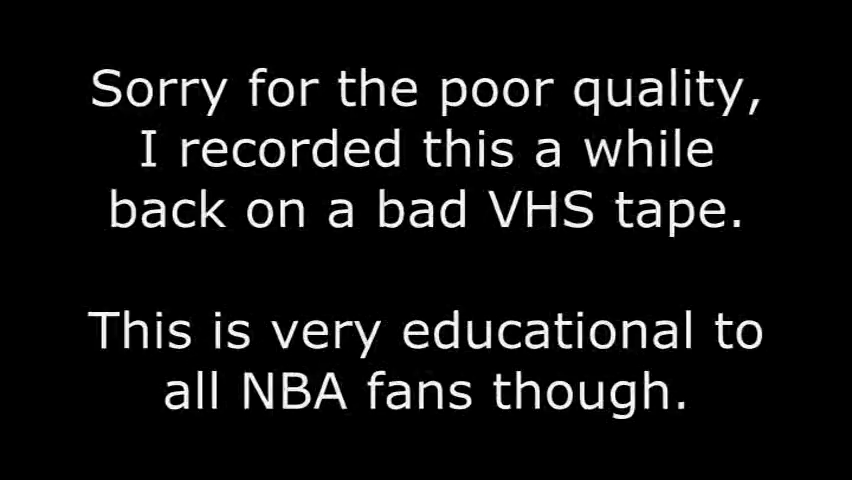 Sorry for the poor quality,
I recorded this a while
back on a bad VHS tape.
This is very educational to
all NBA fans though.